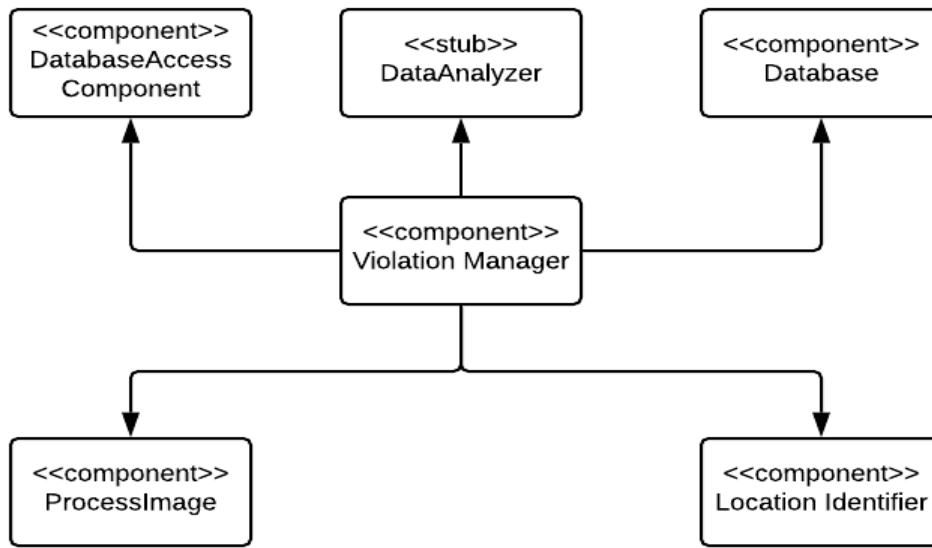 <<component>>
DatabaseAccess
Component
<<stub>>
DataAnalyzer
<<component>>
Database
<<component>>
Violation Manager
<<component>>
ProcessImage
<<component>>
Location Identifier